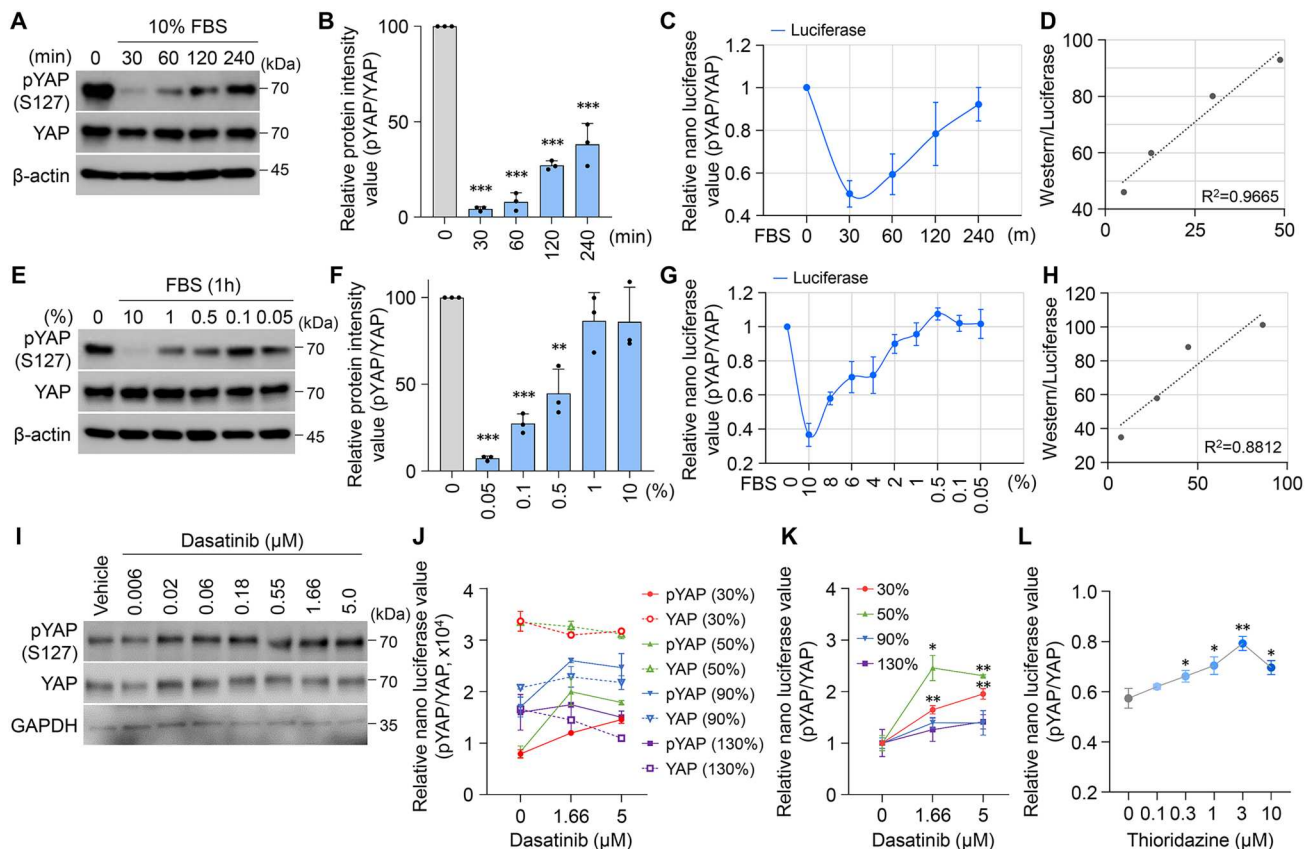 A
10% FBS
(min) 0 30 60 120 240 (kDa)
pYAP
(S127)
70
YAP
70
β-actin
45
B
Relative protein intensity
value (pYAP/YAP)
100
50
0
***
***
***
***
0 30 60 120 240 (min)
C
Luciferase
Relative nano luciferase
value (pYAP/YAP)
1.2
1
0.8
0.6
0.4
FBS 0 30 60 120 240 (m)
D
Western/Luciferase
100
80
60
40
R²=0.9665
0 25 50
E
FBS (1h)
(%) 0 10 1 0.5 0.1 0.05 (kDa)
pYAP
(S127)
70
YAP
70
β-actin
45
F
Relative protein intensity
value (pYAP/YAP)
100
50
0
***
***
**
0 0.05 0.1 0.5 1 10 (%)
G
Luciferase
Relative nano luciferase
value (pYAP/YAP)
1.2
1
0.8
0.6
0.4
0.2
FBS 0 10 8 6 4 2 1 0.5 0.1 0.05 (%)
H
Western/Luciferase
120
100
80
60
40
20
R²=0.8812
0 50 100
I
Dasatinib (µM)
Vehicle 0.006 0.02 0.06 0.18 0.55 1.66 5.0 (kDa)
pYAP
(S127)
70
YAP
70
GAPDH
35
J
Relative nano luciferase value
(pYAP/YAP, x10⁴)
4
3
2
1
0
0 1.66 5
Dasatinib (µM)
pYAP (30%)
YAP (30%)
pYAP (50%)
YAP (50%)
pYAP (90%)
YAP (90%)
pYAP (130%)
YAP (130%)
K
Relative nano luciferase value
(pYAP/YAP)
4
3
2
1
0
30%
50%
90%
130%
*
**
**
**
0 1.66 5
Dasatinib (µM)
L
Relative nano luciferase value
(pYAP/YAP)
1.0
0.8
0.6
0.4
0.2
*
*
**
*
0 0.1 0.3 1 3 10
Thioridazine (µM)